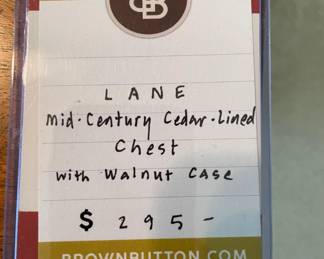 LANE
Mid-Century Cedar-Lined
Chest
with Walnut Case
$ 295-
BROWNBUTTON.COM